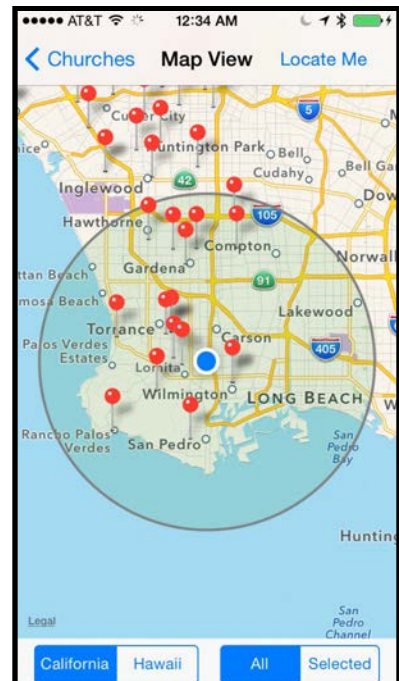 AT&T 12:34 AM
Churches Map View Locate Me
Culver City
5
Huntington Park
Bell
Cudahy
Bell Gar
Inglewood
42
Dow
Hawthorne
105
Compton
Norwall
Gardena
ttan Beach
91
mosa Beach
Lakewood
Torrance
Carson
405
Palos Verdes
Estates
Lomita
Wilmington
LONG BEACH
W
Rancho Palos
Verdes
San Pedro
San
Pedro
Bay
Hunting
Legal
San
Pedro
Channel
California Hawaii All Selected